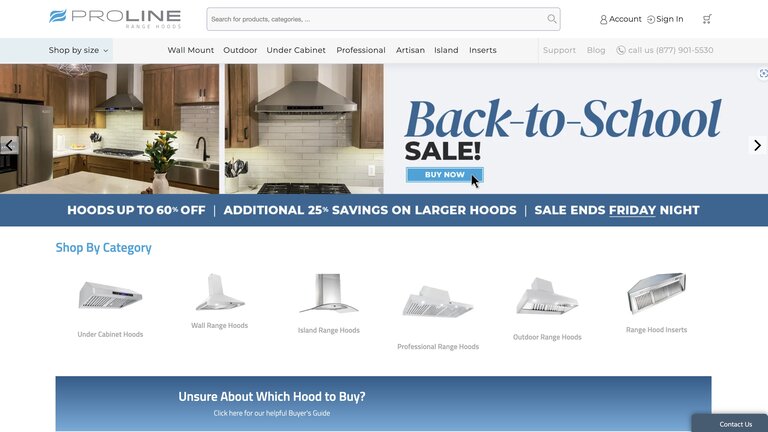 PROLINE
RANGE HOODS
Search for products, categories, ...
Account
Sign In
Shop by size
Wall Mount
Outdoor
Under Cabinet
Professional
Artisan
Island
Inserts
Support
Blog
call us (877) 901-5530
Back-to-School
SALE!
BUY NOW
HOODS UP TO 60% OFF | ADDITIONAL 25% SAVINGS ON LARGER HOODS | SALE ENDS FRIDAY NIGHT
Shop By Category
Under Cabinet Hoods
Wall Range Hoods
Island Range Hoods
Professional Range Hoods
Outdoor Range Hoods
Range Hood Inserts
Unsure About Which Hood to Buy?
Click here for our helpful Buyer's Guide
Contact Us